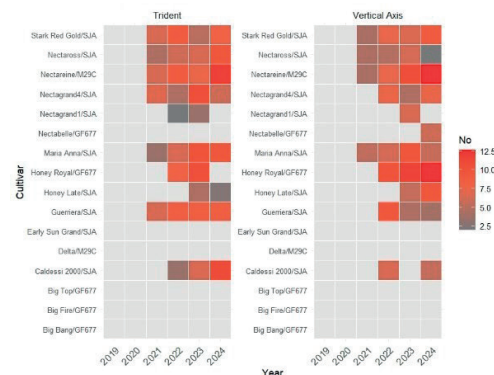 Trident
Vertical Axis
Cultivar
Stark Red Gold/SJA
Nectaross/SJA
Nectareine/M29C
Nectagrand4/SJA
Nectagrand1/SJA
Nectabelle/GF677
Maria Anna/SJA
Honey Royal/GF677
Honey Late/SJA
Guerriera/SJA
Early Sun Grand/SJA
Delta/M29C
Caldessi 2000/SJA
Big Top/GF677
Big Fire/GF677
Big Bang/GF677
Stark Red Gold/SJA
Nectaross/SJA
Nectareine/M29C
Nectagrand4/SJA
Nectagrand1/SJA
Nectabelle/GF677
Maria Anna/SJA
Honey Royal/GF677
Honey Late/SJA
Guerriera/SJA
Early Sun Grand/SJA
Delta/M29C
Caldessi 2000/SJA
Big Top/GF677
Big Fire/GF677
Big Bang/GF677
2019 2020 2021 2022 2023 2024
2019 2020 2021 2022 2023 2024
Year
No
12.5
10.0
7.5
5.0
2.5